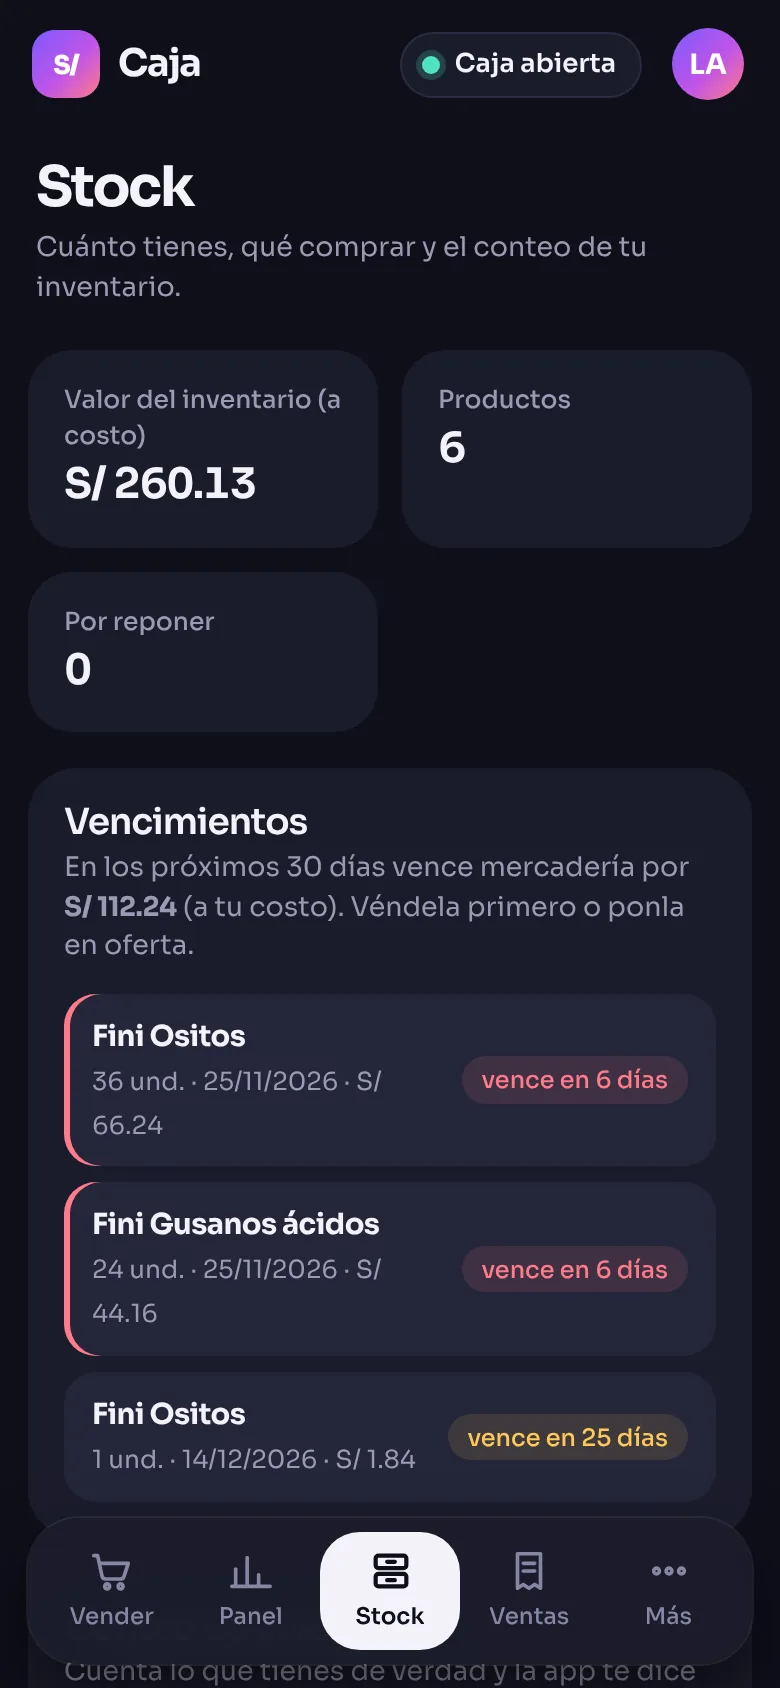 S/ Caja
Caja abierta
LA
Stock
Cuánto tienes, qué comprar y el conteo de tu
inventario.
Valor del inventario (a
costo)
S/ 260.13
Productos
6
Por reponer
0
Vencimientos
En los próximos 30 días vence mercadería por
S/ 112.24 (a tu costo). Véndela primero o ponla
en oferta.
Fini Ositos
36 und. · 25/11/2026 · S/
66.24
vence en 6 días
Fini Gusanos ácidos
24 und. · 25/11/2026 · S/
44.16
vence en 6 días
Fini Ositos
1 und. · 14/12/2026 · S/ 1.84
vence en 25 días
Vender
Panel
Stock
Ventas
Más
Cuenta lo que tienes de verdad y la app te dice